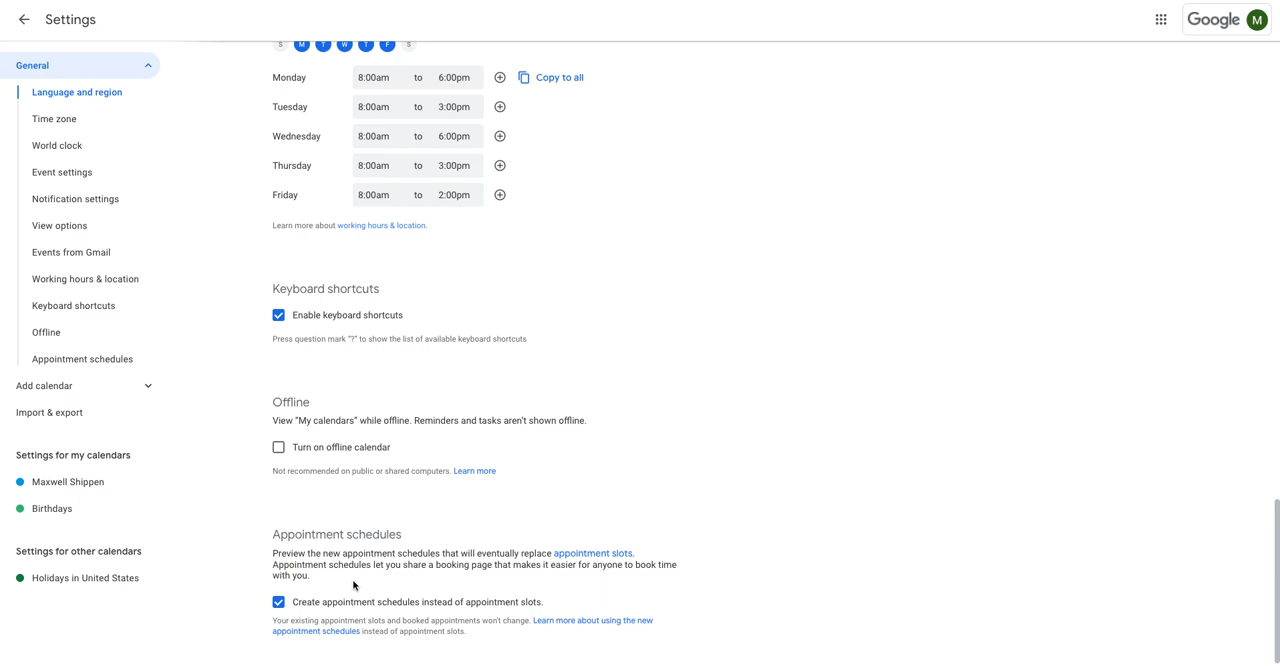 Settings
Google M
General
Language and region
Time zone
World clock
Event settings
Notification settings
View options
Events from Gmail
Working hours & location
Keyboard shortcuts
Offline
Appointment schedules
Add calendar
Import & export
Settings for my calendars
Maxwell Shippen
Birthdays
Settings for other calendars
Holidays in United States
S M T W T F S
Monday 8:00am to 6:00pm Copy to all
Tuesday 8:00am to 3:00pm
Wednesday 8:00am to 6:00pm
Thursday 8:00am to 3:00pm
Friday 8:00am to 2:00pm
Learn more about working hours & location.
Keyboard shortcuts
Enable keyboard shortcuts
Press question mark "?" to show the list of available keyboard shortcuts
Offline
View "My calendars" while offline. Reminders and tasks aren't shown offline.
Turn on offline calendar
Not recommended on public or shared computers. Learn more
Appointment schedules
Preview the new appointment schedules that will eventually replace appointment slots.
Appointment schedules let you share a booking page that makes it easier for anyone to book time
with you.
Create appointment schedules instead of appointment slots.
Your existing appointment slots and booked appointments won't change. Learn more about using the new
appointment schedules instead of appointment slots.